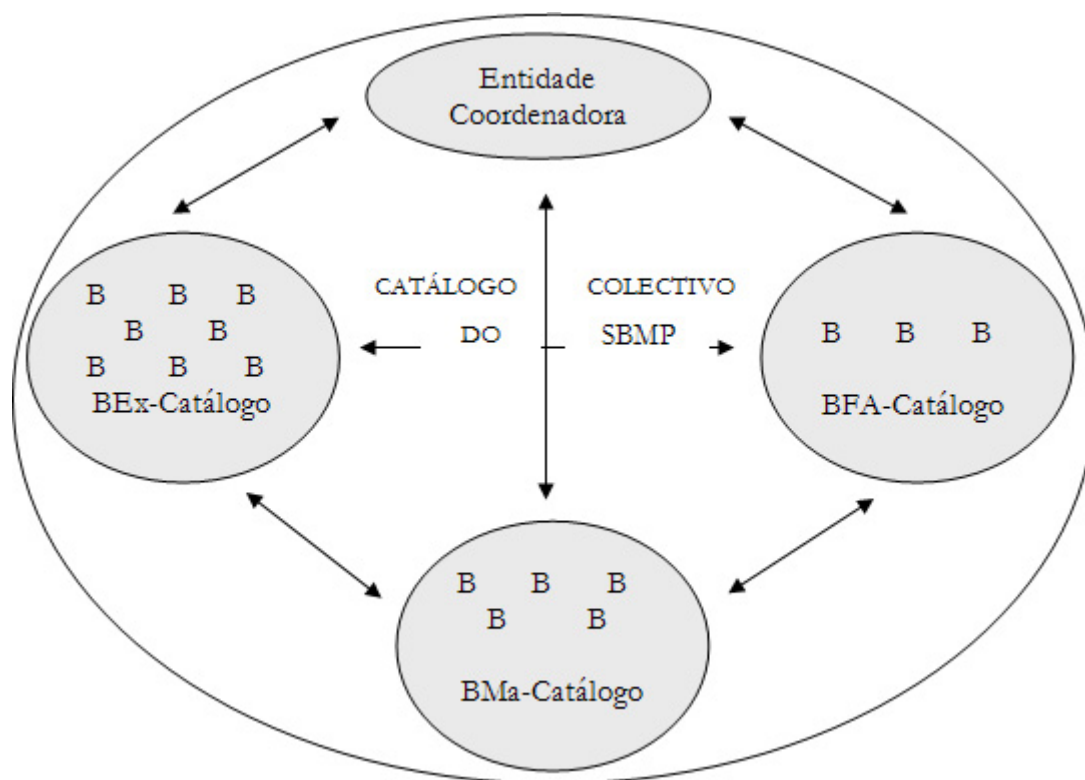 Entidade
Coordenadora
B B B
B B
B B B
BEx-Catálogo
CATÁLOGO COLECTIVO
DO SBMP
B B B
BFA-Catálogo
B B B
B B
BMa-Catálogo